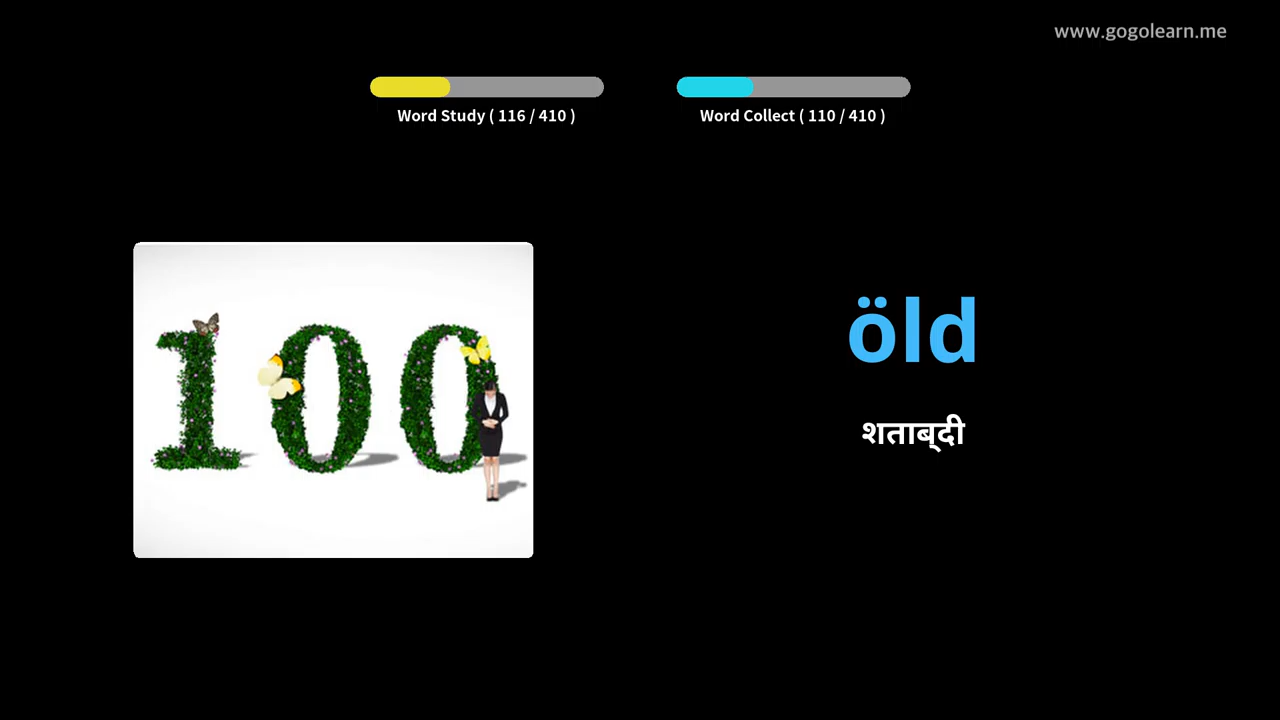 www.gogolearn.me
Word Study ( 116 / 410 )
Word Collect ( 110 / 410 )
100
öld
शताब्दी